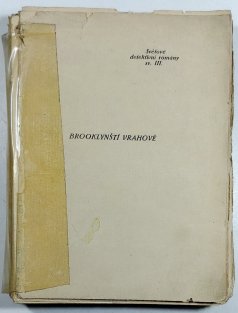 Světové
detektivní romány
sv. III.
BROOKLYNŠTÍ VRAHOVÉ